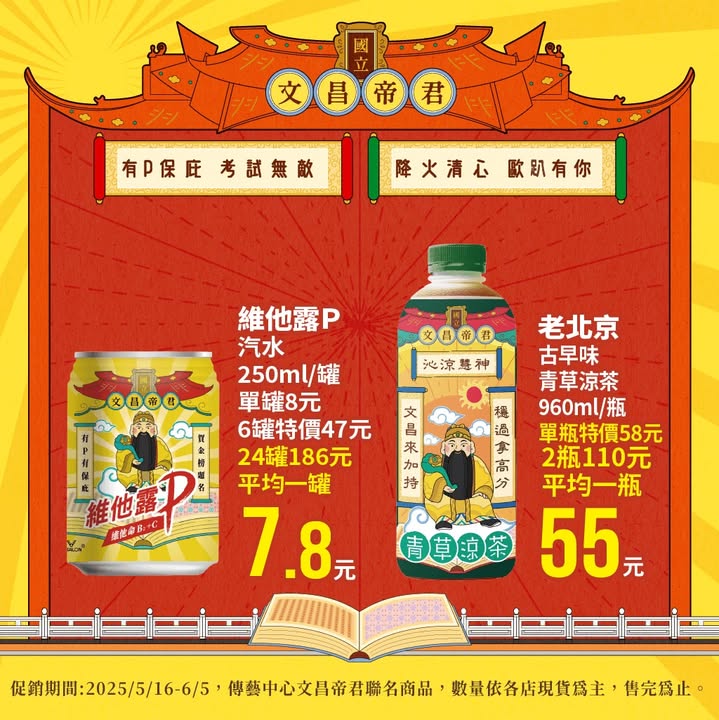 國立
文昌帝君
有P保庇 考試無敵
降火清心 歐趴有你
維他露P
汽水
250ml/罐
單罐8元
6罐特價47元
24罐186元
平均一罐
7.8元
老北京
古早味
青草涼茶
960ml/瓶
單瓶特價58元
2瓶110元
平均一瓶
55元
文昌帝君
有P有保庇
賀金榜題名
維他露P
維他命B₂+C
國立
文昌帝君
沁涼慧神
文昌來加持
穩過拿高分
青草涼茶
促銷期間:2025/5/16-6/5，傳藝中心文昌帝君聯名商品，數量依各店現貨為主，售完為止。